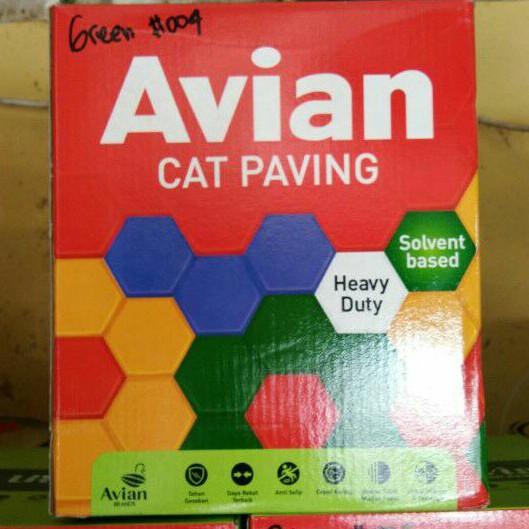 Green #004
Avian
CAT PAVING
Solvent
based
Heavy
Duty
Avian
Tahan
Gesekan
Daya Rekat
Terbaik
Anti Selip
Cepat Kering